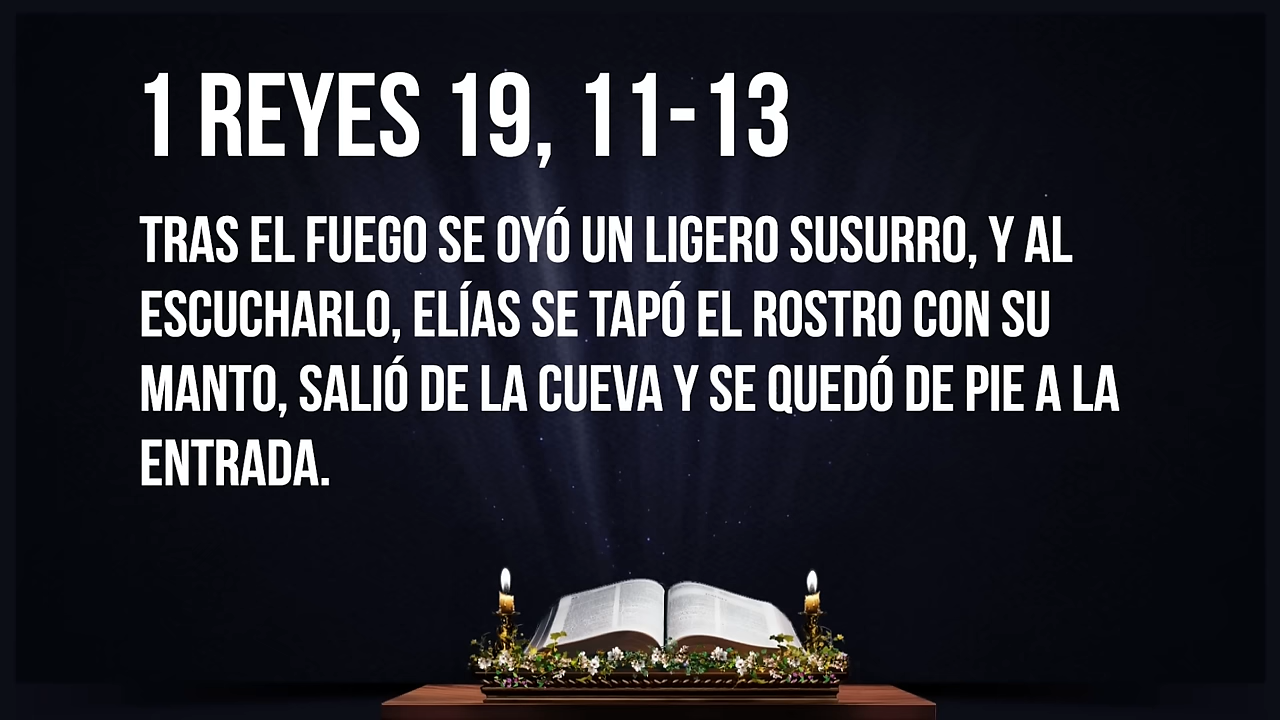 1 REYES 19, 11-13
TRAS EL FUEGO SE OYÓ UN LIGERO SUSURRO, Y AL
ESCUCHARLO, ELÍAS SE TAPÓ EL ROSTRO CON SU
MANTO, SALIÓ DE LA CUEVA Y SE QUEDÓ DE PIE A LA
ENTRADA.